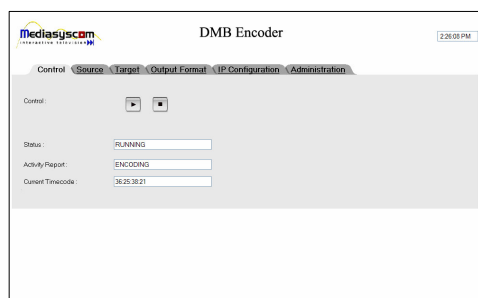 Mediasyscom
interactive television
DMB Encoder
2:26:08 PM
Control Source Target Output Format IP Configuration Administration
Control :
Status : RUNNING
Activity Report : ENCODING
Current Timecode : 36:25:38:21